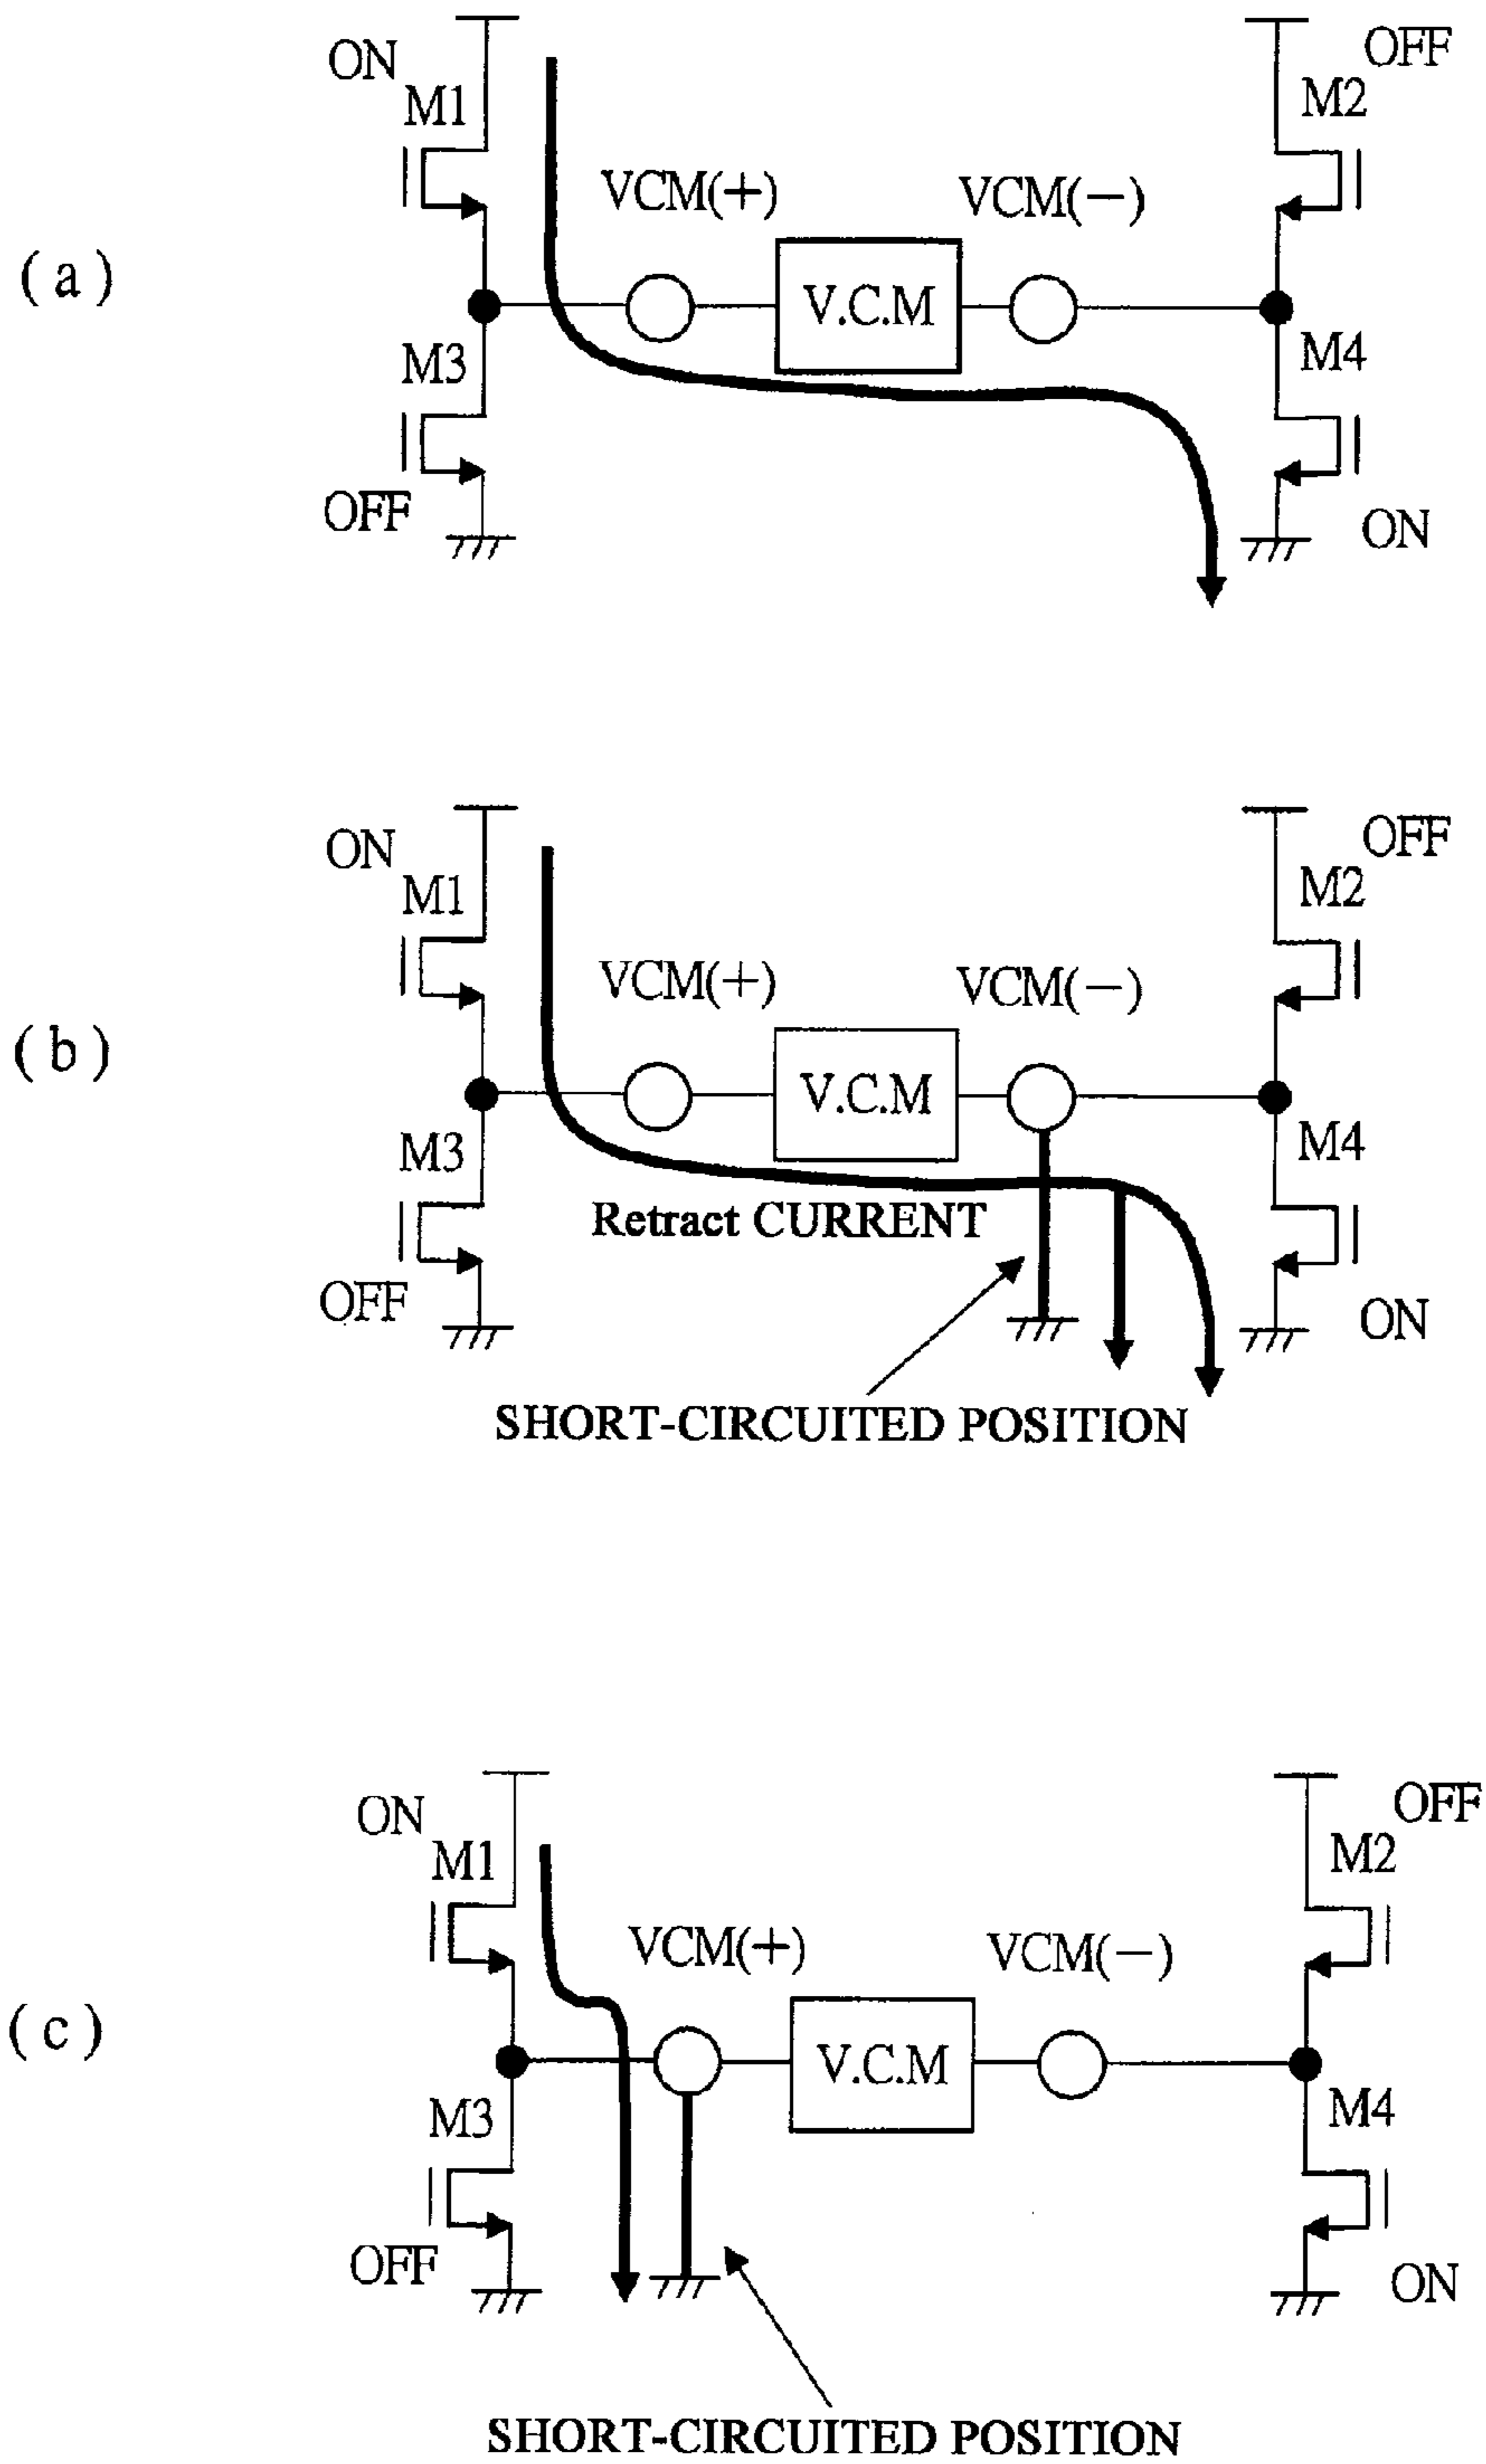 ON
OFF
M1
M2
VCM(+)
VCM(−)
(a)
V.C.M
M3
M4
OFF
ON
ON
OFF
M1
M2
VCM(+)
VCM(−)
(b)
V.C.M
M3
M4
Retract CURRENT
OFF
ON
SHORT-CIRCUITED POSITION
ON
OFF
M1
M2
VCM(+)
VCM(−)
(c)
V.C.M
M3
M4
OFF
ON
SHORT-CIRCUITED POSITION